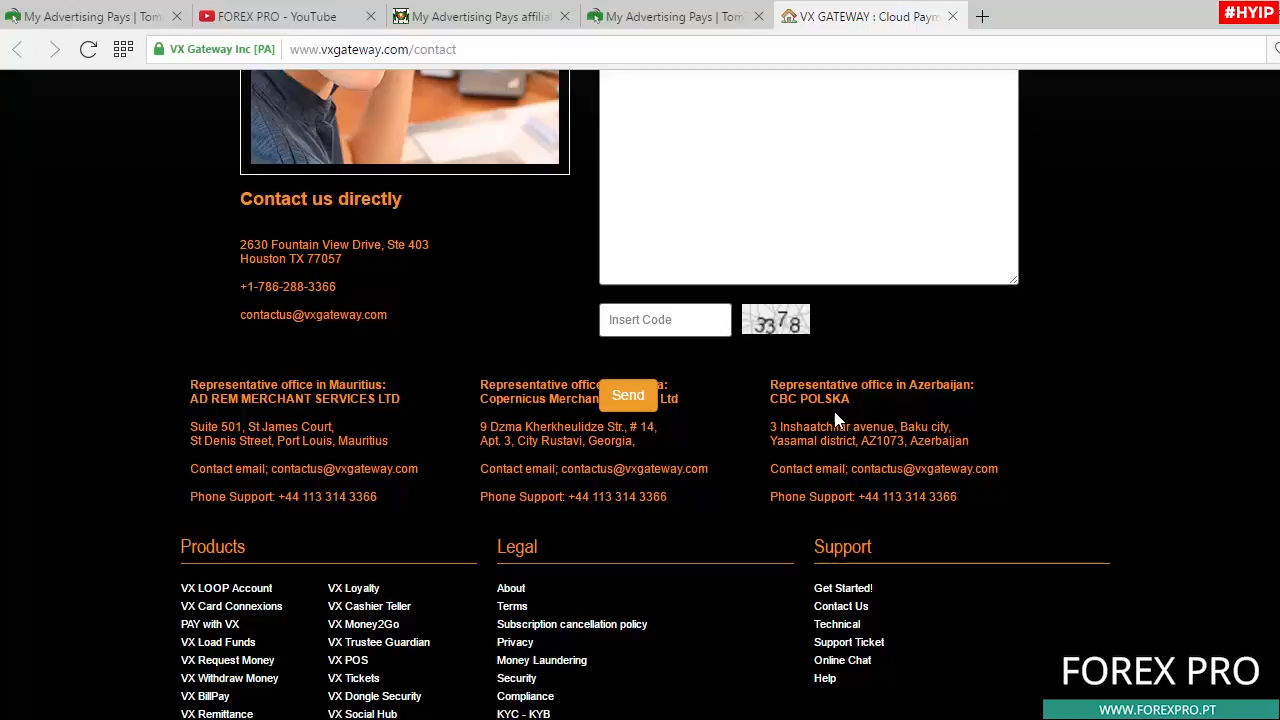 My Advertising Pays | Tom
FOREX PRO - YouTube
My Advertising Pays affilia
My Advertising Pays | Tom
VX GATEWAY : Cloud Paym
#HYIP
VX Gateway Inc [PA]
www.vxgateway.com/contact
Contact us directly
2630 Fountain View Drive, Ste 403
Houston TX 77057
+1-786-288-3366
contactus@vxgateway.com
Insert Code
3378
Send
Representative office in Mauritius:
AD REM MERCHANT SERVICES LTD
Suite 501, St James Court,
St Denis Street, Port Louis, Mauritius
Contact email; contactus@vxgateway.com
Phone Support: +44 113 314 3366
Representative office a:
Copernicus Merchan Ltd
9 Dzma Kherkheulidze Str., # 14,
Apt. 3, City Rustavi, Georgia,
Contact email; contactus@vxgateway.com
Phone Support: +44 113 314 3366
Representative office in Azerbaijan:
CBC POLSKA
3 Inshaatchilar avenue, Baku city,
Yasamal district, AZ1073, Azerbaijan
Contact email; contactus@vxgateway.com
Phone Support: +44 113 314 3366
Products
VX LOOP Account
VX Card Connexions
PAY with VX
VX Load Funds
VX Request Money
VX Withdraw Money
VX BillPay
VX Remittance
VX Loyalty
VX Cashier Teller
VX Money2Go
VX Trustee Guardian
VX POS
VX Tickets
VX Dongle Security
VX Social Hub
Legal
About
Terms
Subscription cancellation policy
Privacy
Money Laundering
Security
Compliance
KYC - KYB
Support
Get Started!
Contact Us
Technical
Support Ticket
Online Chat
Help
FOREX PRO
WWW.FOREXPRO.PT